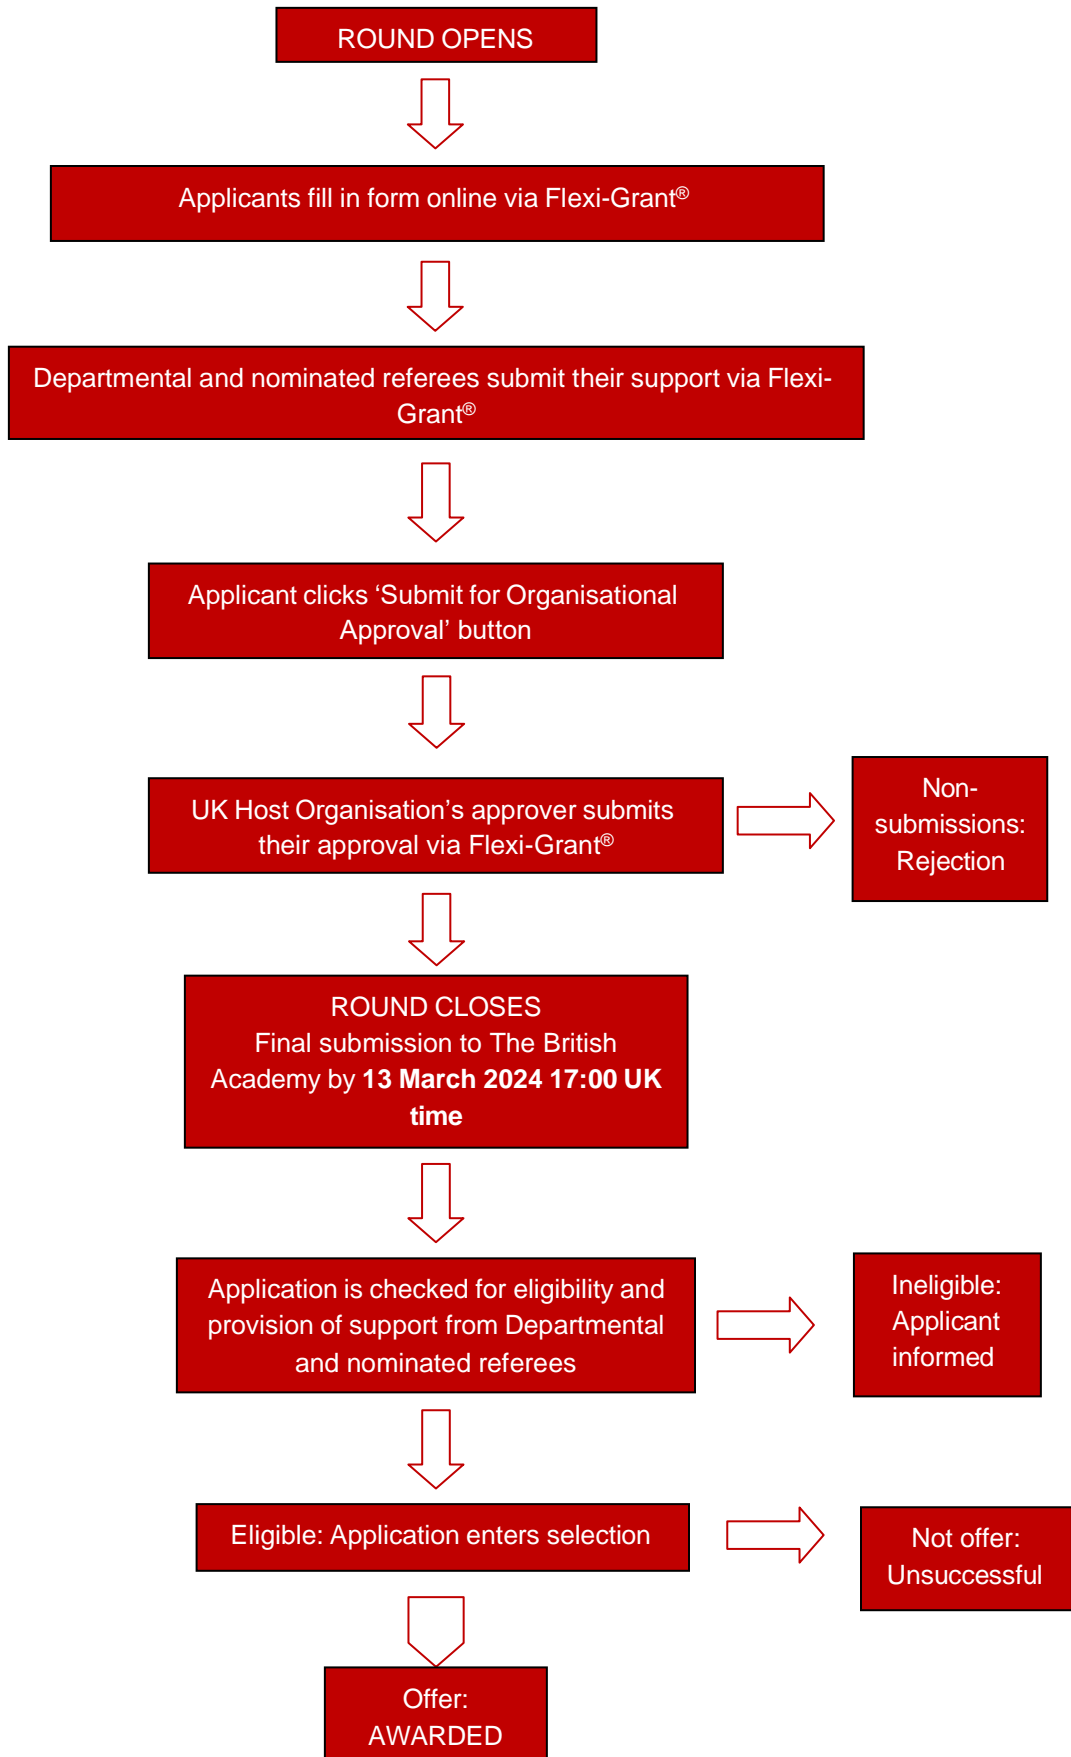 ROUND OPENS
Applicants fill in form online via Flexi-Grant®
Departmental and nominated referees submit their support via Flexi-
Grant®
Applicant clicks ‘Submit for Organisational
Approval’ button
UK Host Organisation’s approver submits
their approval via Flexi-Grant®
Non-
submissions:
Rejection
ROUND CLOSES
Final submission to The British
Academy by 13 March 2024 17:00 UK
time
Application is checked for eligibility and
provision of support from Departmental
and nominated referees
Ineligible:
Applicant
informed
Eligible: Application enters selection
Not offer:
Unsuccessful
Offer:
AWARDED